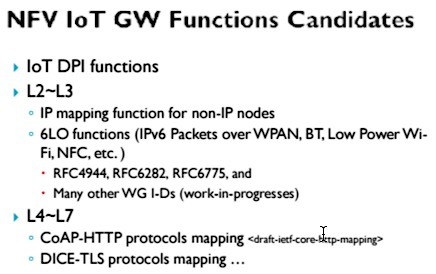 NFV IoT GW Functions Candidates
IoT DPI functions
L2~L3
IP mapping function for non-IP nodes
6LO functions (IPv6 Packets over WPAN, BT, Low Power Wi-
Fi, NFC, etc. )
RFC4944, RFC6282, RFC6775, and
Many other WG I-Ds (work-in-progresses)
L4~L7
CoAP-HTTP protocols mapping <draft-ietf-core-http-mapping>
DICE-TLS protocols mapping …